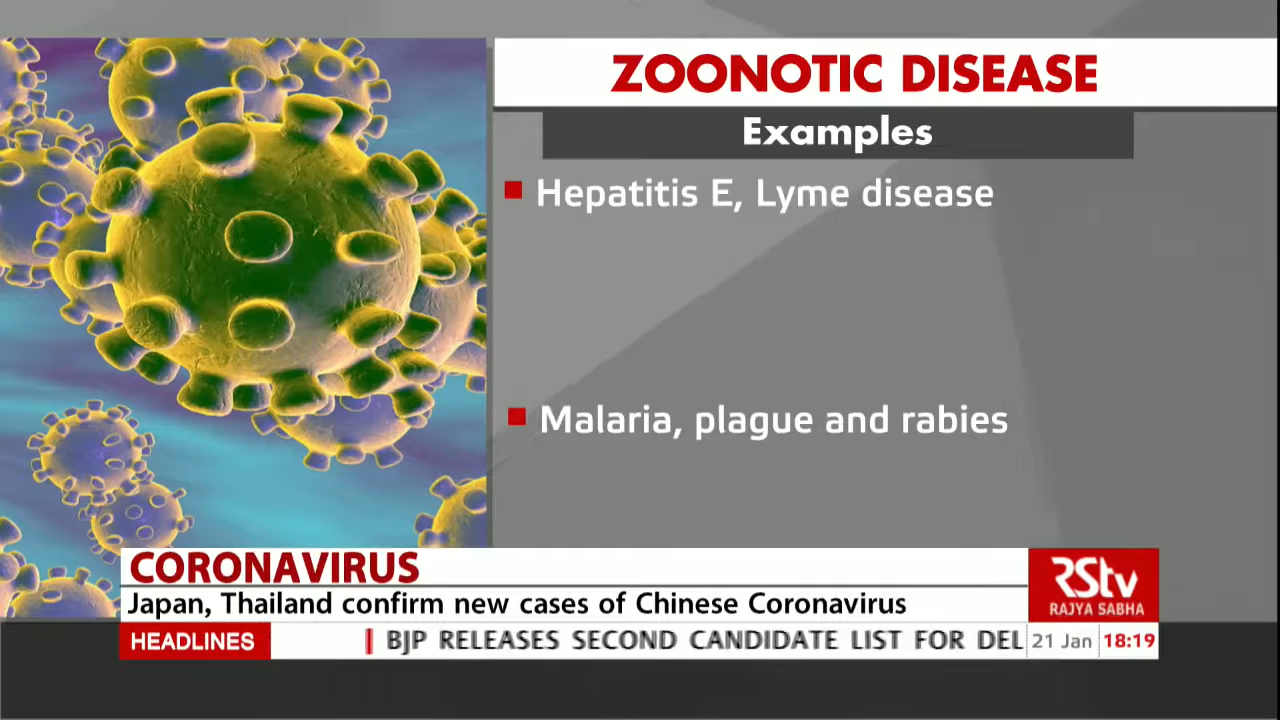 ZOONOTIC DISEASE
Examples
Hepatitis E, Lyme disease
Malaria, plague and rabies
CORONAVIRUS
Japan, Thailand confirm new cases of Chinese Coronavirus
RStv
RAJYA SABHA
HEADLINES
BJP RELEASES SECOND CANDIDATE LIST FOR DEL
21 Jan 18:19